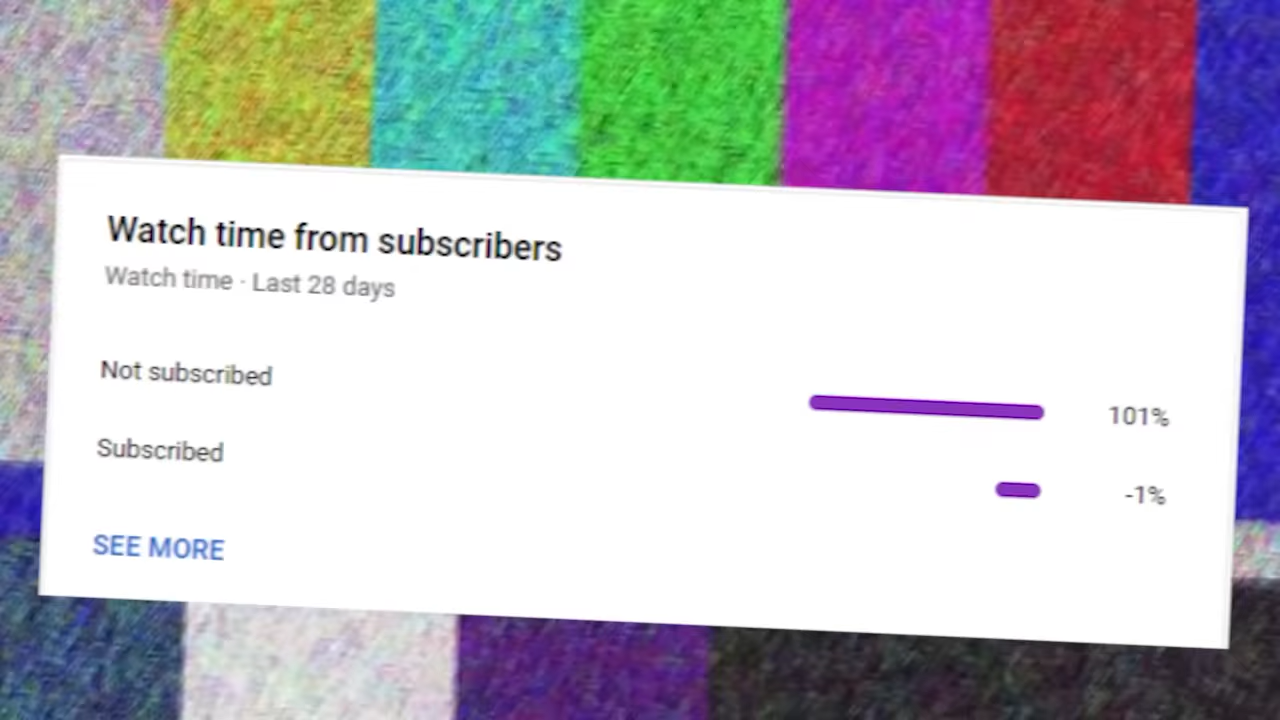 Watch time from subscribers
Watch time · Last 28 days
Not subscribed 101%
Subscribed -1%
SEE MORE